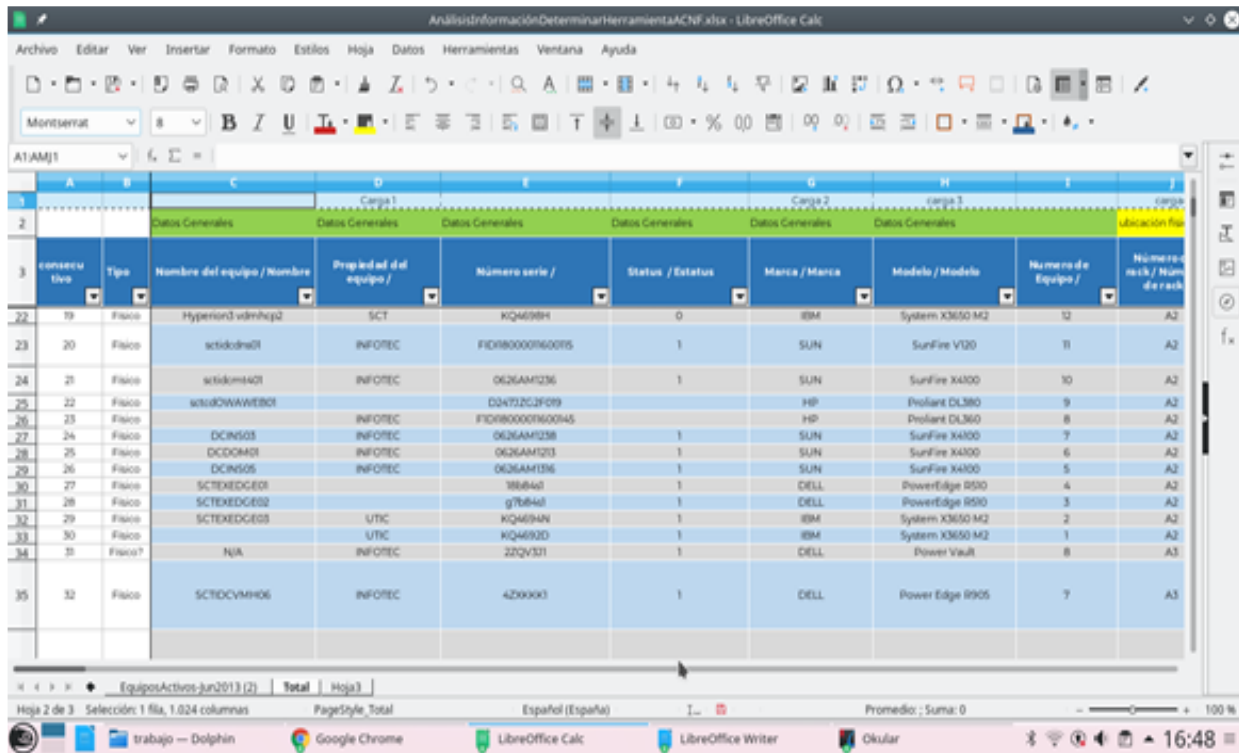 AnálisisInformaciónDeterminarHerramientaACNF.xlsx - LibreOffice Calc
Archivo Editar Ver Insertar Formato Estilos Hoja Datos Herramientas Ventana Ayuda
Montserrat 8
A1:AMJ1
A B C D E F G H I J
1 Carga 1 Carga 2 carga 3
2 Datos Generales Datos Generales Datos Generales Datos Generales Datos Generales Datos Generales ubicación
3 consecutivo Tipo Nombre del equipo / Nombre Propiedad del equipo / Número serie / Status / Estatus Marca / Marca Modelo / Modelo Numero de Equipo /
22 19 Físico Hyperion3 vdmhcp2 SCT KQ4698H 0 IBM System X3650 M2 12 A2
23 20 Físico sctidcdns01 INFOTEC 1 SUN SunFire V120 11 A2
24 21 Físico sctidcmt401 INFOTEC 0626AM1236 1 SUN SunFire X4100 10 A2
25 22 Físico HP Proliant DL380 9 A2
26 23 Físico INFOTEC HP Proliant DL360 8 A2
27 24 Físico DCINS03 INFOTEC 0626AM1238 1 SUN SunFire X4100 7 A2
28 25 Físico DCDOM01 INFOTEC 0626AM1213 1 SUN SunFire X4100 6 A2
29 26 Físico DCINS05 INFOTEC 0626AM1316 1 SUN SunFire X4100 5 A2
30 27 Físico SCTEXEDGE01 1 DELL PowerEdge R510 4 A2
31 28 Físico SCTEXEDGE02 1 DELL PowerEdge R510 3 A2
32 29 Físico SCTEXEDGE03 UTIC KQ4694N 1 IBM System X3650 M2 2 A2
33 30 Físico UTIC KQ4692D 1 IBM System X3650 M2 1 A2
34 31 Físico? N/A INFOTEC 2ZQV3J1 1 DELL Power Vault 8 A3
35 32 Físico SCTIDCVMH06 INFOTEC 1 DELL Power Edge R905 7 A3
EquiposActivos-Jun2013 (2) Total Hoja3
Hoja 2 de 3 Selección: 1 fila, 1.024 columnas PageStyle_Total Español (España) Promedio: ; Suma: 0 100 %
trabajo — Dolphin Google Chrome LibreOffice Calc LibreOffice Writer Okular 16:48